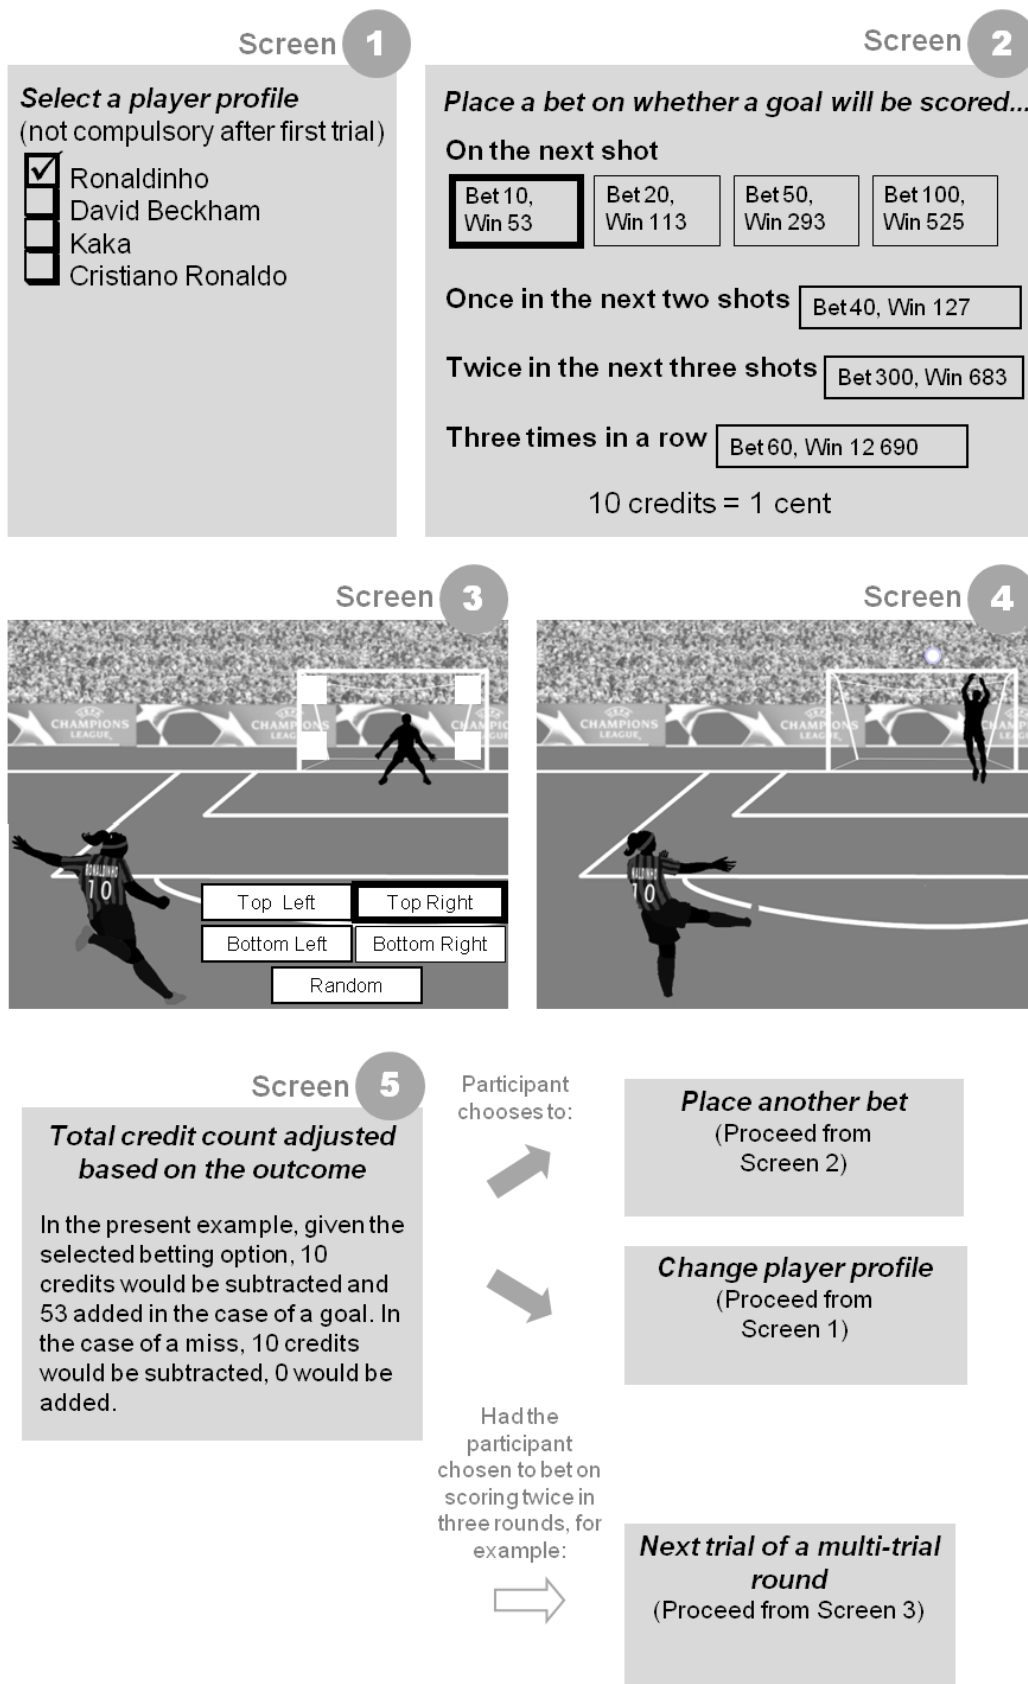 Screen 1
Select a player profile
(not compulsory after first trial)
Ronaldinho
David Beckham
Kaka
Cristiano Ronaldo
Screen 2
Place a bet on whether a goal will be scored...
On the next shot
Bet 10,
Win 53
Bet 20,
Win 113
Bet 50,
Win 293
Bet 100,
Win 525
Once in the next two shots Bet 40, Win 127
Twice in the next three shots Bet 300, Win 683
Three times in a row Bet 60, Win 12 690
10 credits = 1 cent
Screen 3
CHAMPIONS
LEAGUE
RONALDINHO
10
Top Left Top Right
Bottom Left Bottom Right
Random
Screen 4
CHAMPIONS
LEAGUE
ALDINHO
10
Screen 5
Total credit count adjusted
based on the outcome
In the present example, given the
selected betting option, 10
credits would be subtracted and
53 added in the case of a goal. In
the case of a miss, 10 credits
would be subtracted, 0 would be
added.
Participant
chooses to:
Place another bet
(Proceed from
Screen 2)
Change player profile
(Proceed from
Screen 1)
Had the
participant
chosen to bet on
scoring twice in
three rounds, for
example:
Next trial of a multi-trial
round
(Proceed from Screen 3)